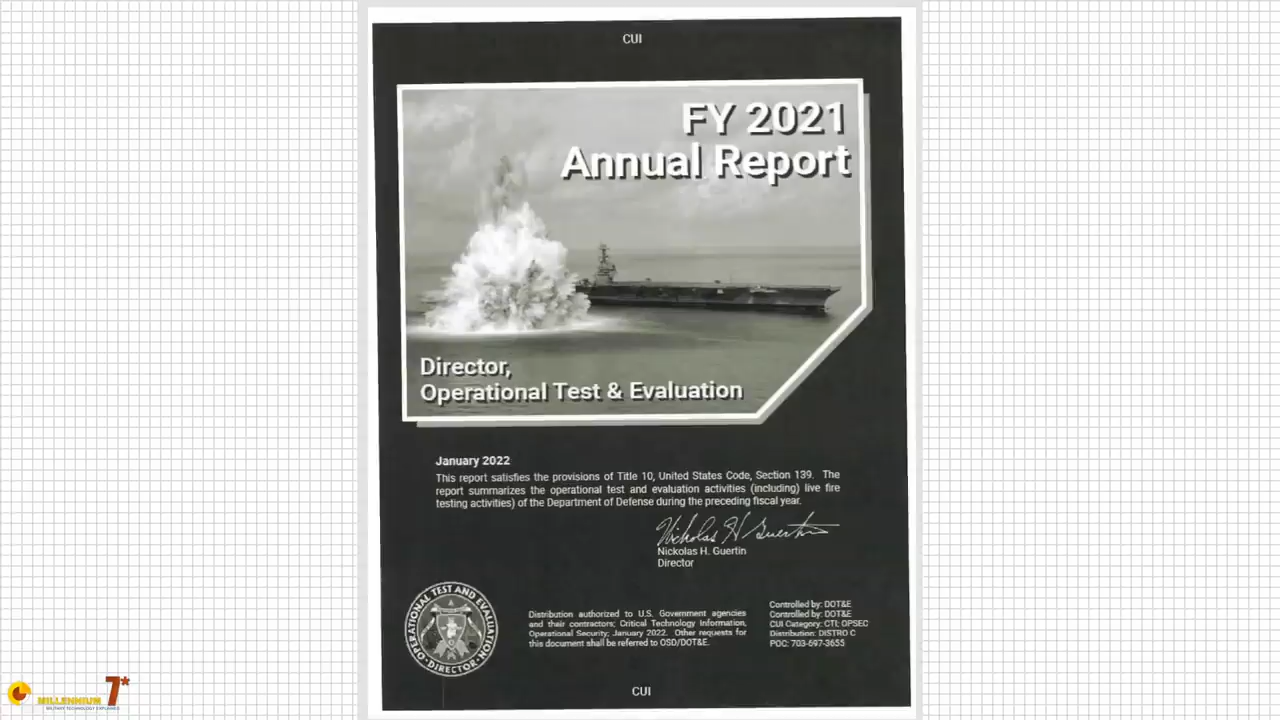 CUI
FY 2021
Annual Report
Director,
Operational Test & Evaluation
January 2022
This report satisfies the provisions of Title 10, United States Code, Section 139. The
report summarizes the operational test and evaluation activities (including) live fire
testing activities) of the Department of Defense during the preceding fiscal year.
Nickolas H Guertin
Nickolas H. Guertin
Director
OPERATIONAL TEST AND EVALUATION
• DIRECTOR •
Distribution authorized to U.S. Government agencies
and their contractors; Critical Technology Information,
Operational Security; January 2022. Other requests for
this document shall be referred to OSD/DOT&E.
Controlled by: DOT&E
Controlled by: DOT&E
CUI Category: CTI; OPSEC
Distribution: DISTRO C
POC: 703-697-3655
CUI
MILLENNIUM 7*
MILITARY TECHNOLOGY EXPLAINED